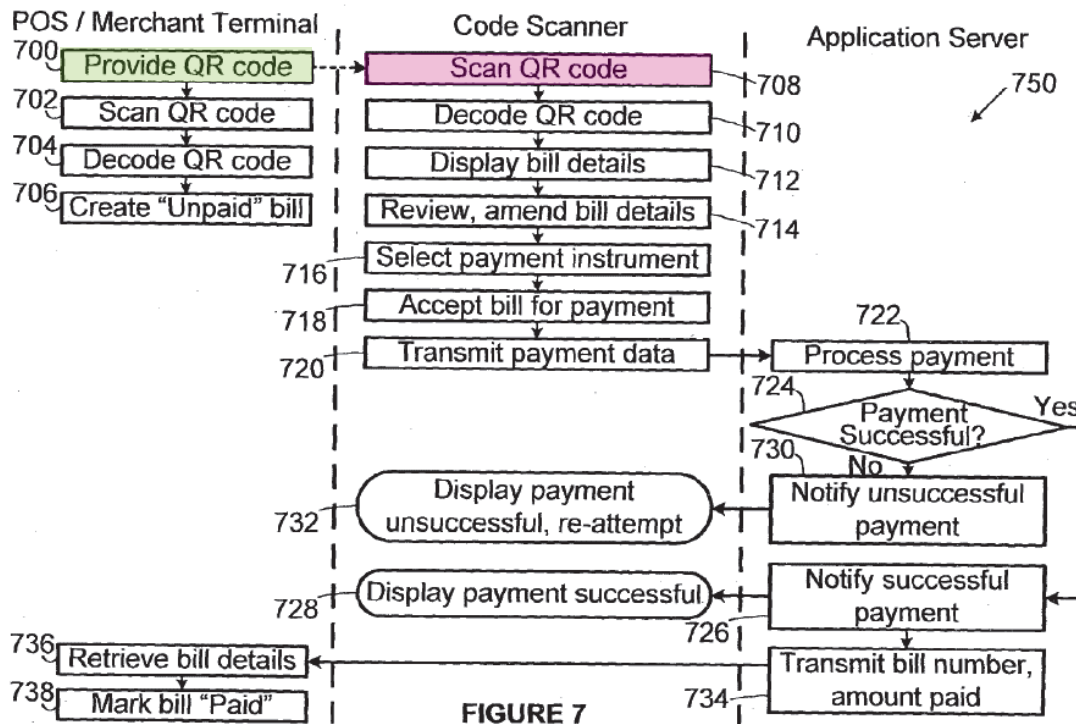 POS / Merchant Terminal
Code Scanner
Application Server
700
Provide QR code
Scan QR code
708
750
702
Scan QR code
Decode QR code
710
704
Decode QR code
Display bill details
712
706
Create “Unpaid” bill
Review, amend bill details
714
716
Select payment instrument
718
Accept bill for payment
722
720
Transmit payment data
Process payment
724
Payment
Successful?
Yes
730
No
732
Display payment
unsuccessful, re-attempt
Notify unsuccessful
payment
728
Display payment successful
Notify successful
payment
726
736
Retrieve bill details
Transmit bill number,
amount paid
734
738
Mark bill “Paid”
FIGURE 7